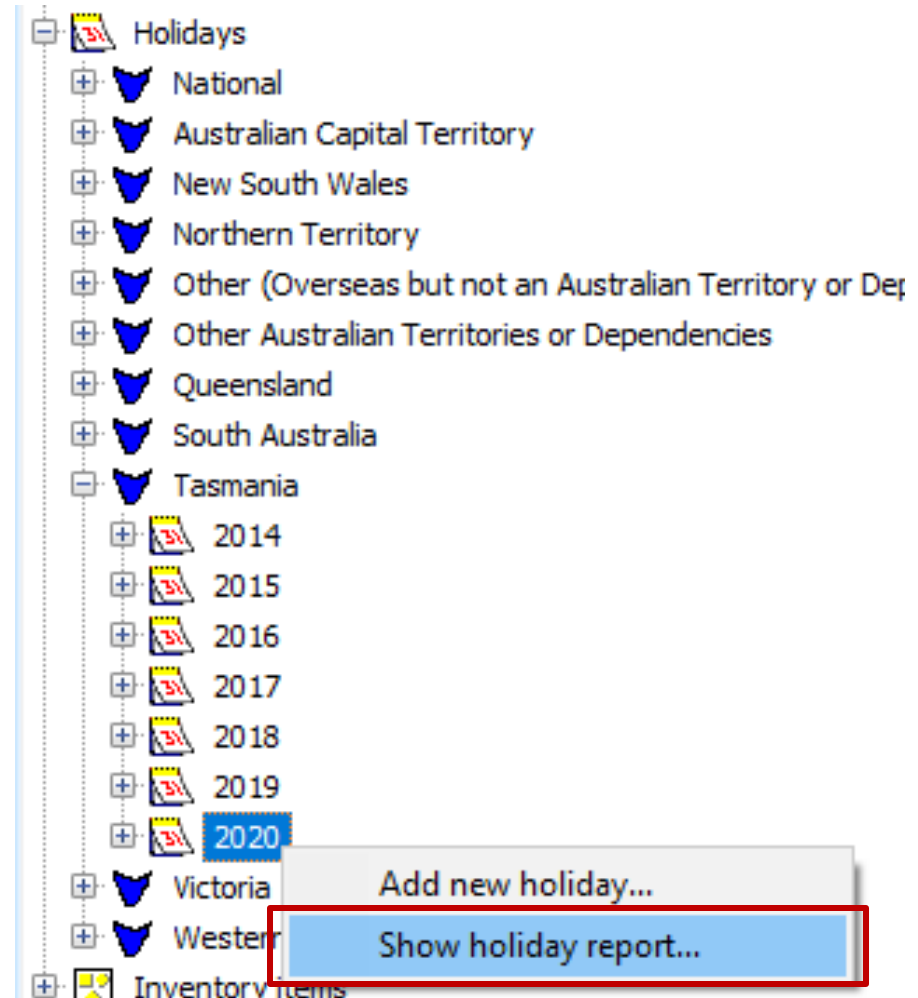 Holidays
National
Australian Capital Territory
New South Wales
Northern Territory
Other (Overseas but not an Australian Territory or Dep
Other Australian Territories or Dependencies
Queensland
South Australia
Tasmania
2014
2015
2016
2017
2018
2019
2020
Victoria
Add new holiday...
Western
Show holiday report...
Inventory items